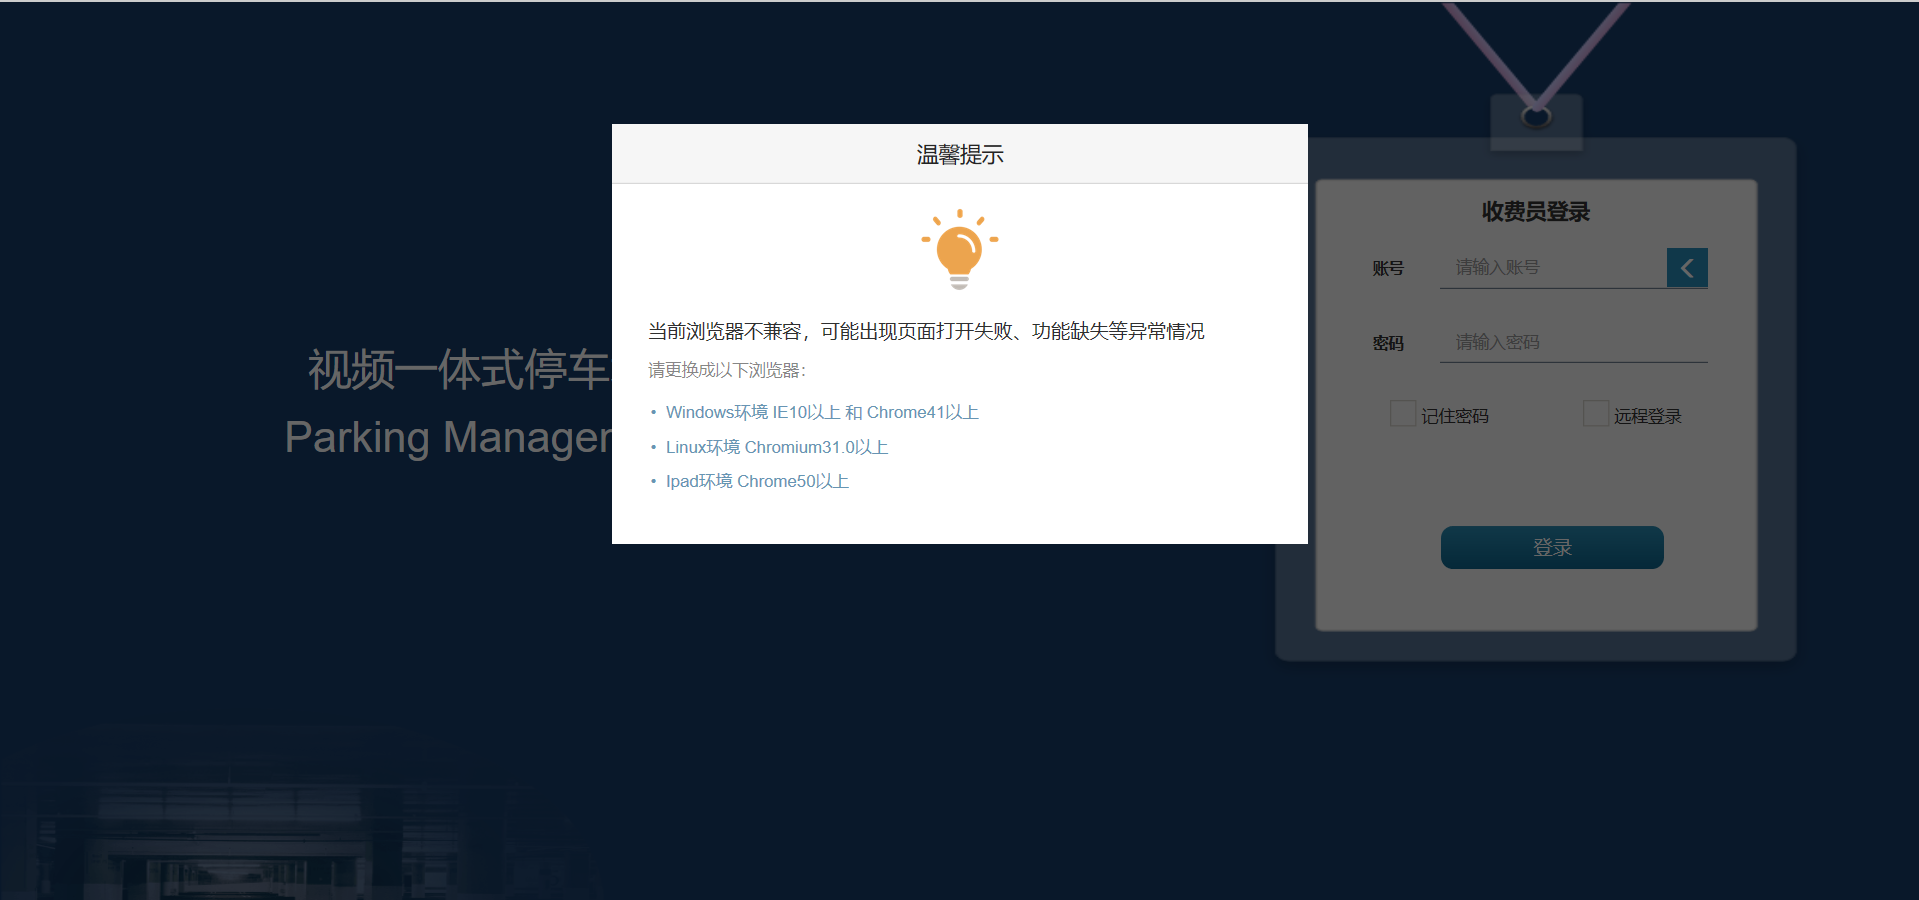 温馨提示
当前浏览器不兼容，可能出现页面打开失败、功能缺失等异常情况
请更换成以下浏览器：
• Windows环境 IE10以上 和 Chrome41以上
• Linux环境 Chromium31.0以上
• Ipad环境 Chrome50以上
视频一体式停车
Parking Manager
收费员登录
账号 请输入账号
密码 请输入密码
记住密码 远程登录
登录